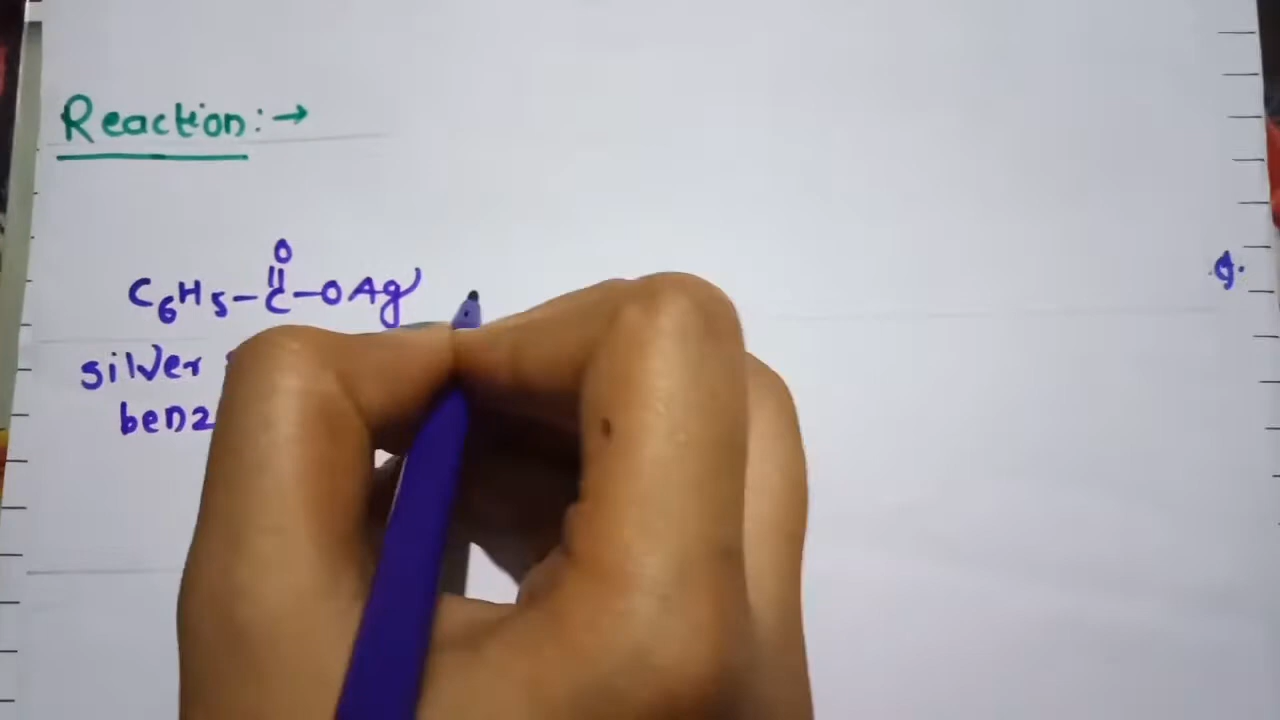 Reaction:→
O
C6H5–C–OAg
silver
benz